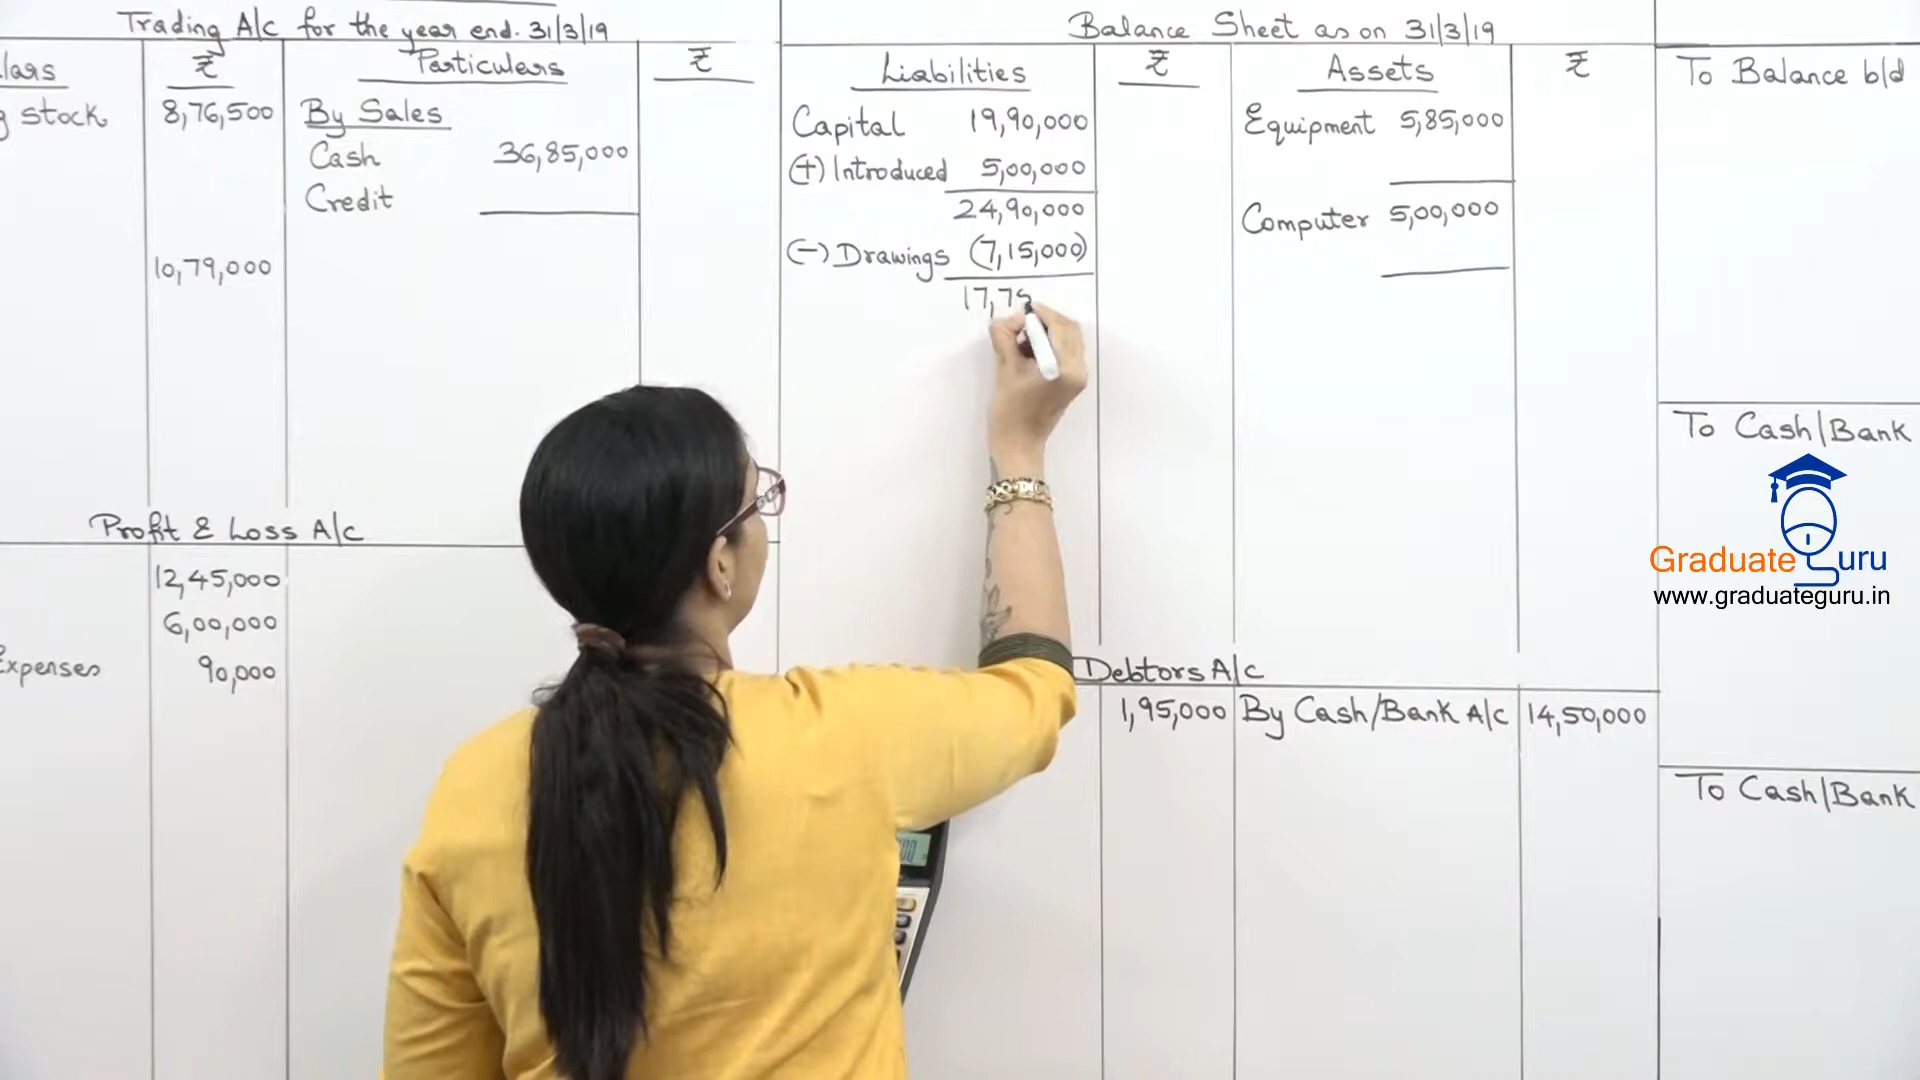 Trading A/c for the year end. 31/3/19
₹ Particulars ₹
stock 8,76,500 By Sales
Cash 36,85,000
Credit
10,79,000
Profit & Loss A/c
12,45,000
6,00,000
Expenses 90,000
Balance Sheet as on 31/3/19
Liabilities ₹ Assets ₹
Capital 19,90,000 Equipment 5,85,000
(+) Introduced 5,00,000
24,90,000 Computer 5,00,000
(-) Drawings (7,15,000)
17,7
Debtors A/c
1,95,000 By Cash/Bank A/c 14,50,000
To Balance b/d
To Cash/Bank
Graduate Guru
www.graduateguru.in
To Cash/Bank